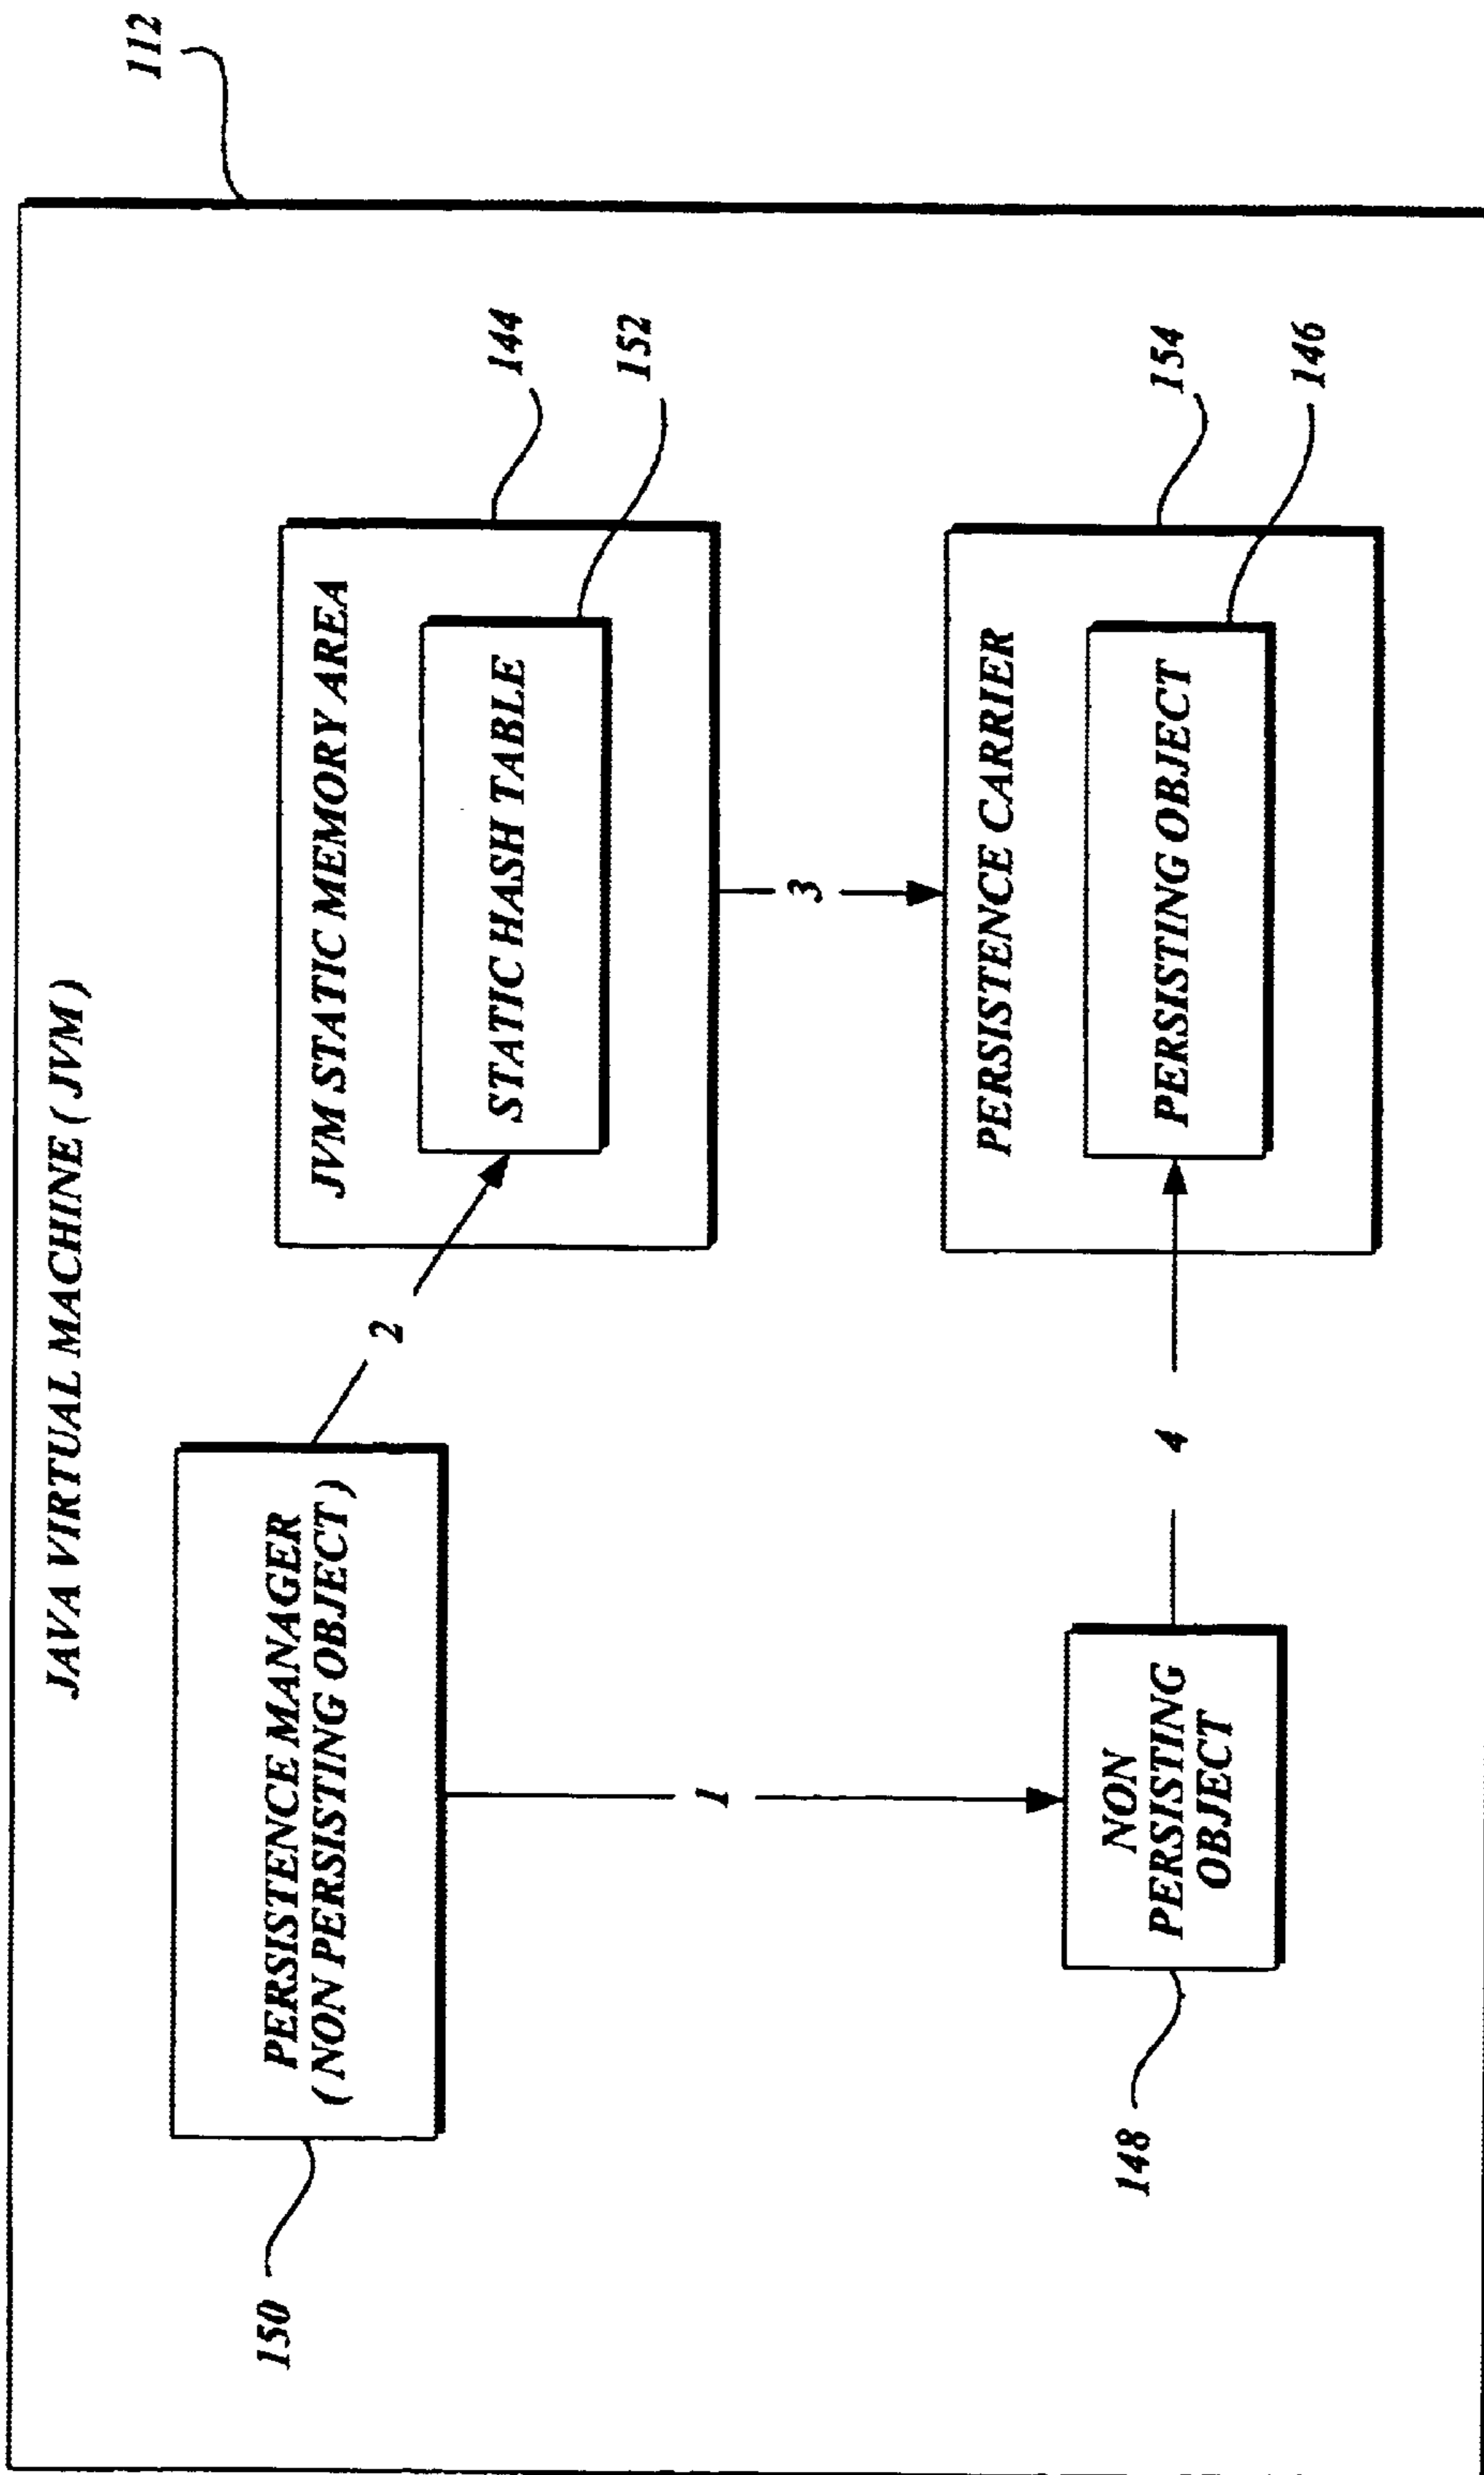 JAVA VIRTUAL MACHINE ( JVM )
112
PERSISTENCE MANAGER
( NON PERSISTING OBJECT )
150
2
JVM STATIC MEMORY AREA
144
STATIC HASH TABLE
152
1
3
NON
PERSISTING
OBJECT
148
4
PERSISTENCE CARRIER
154
PERSISTING OBJECT
146